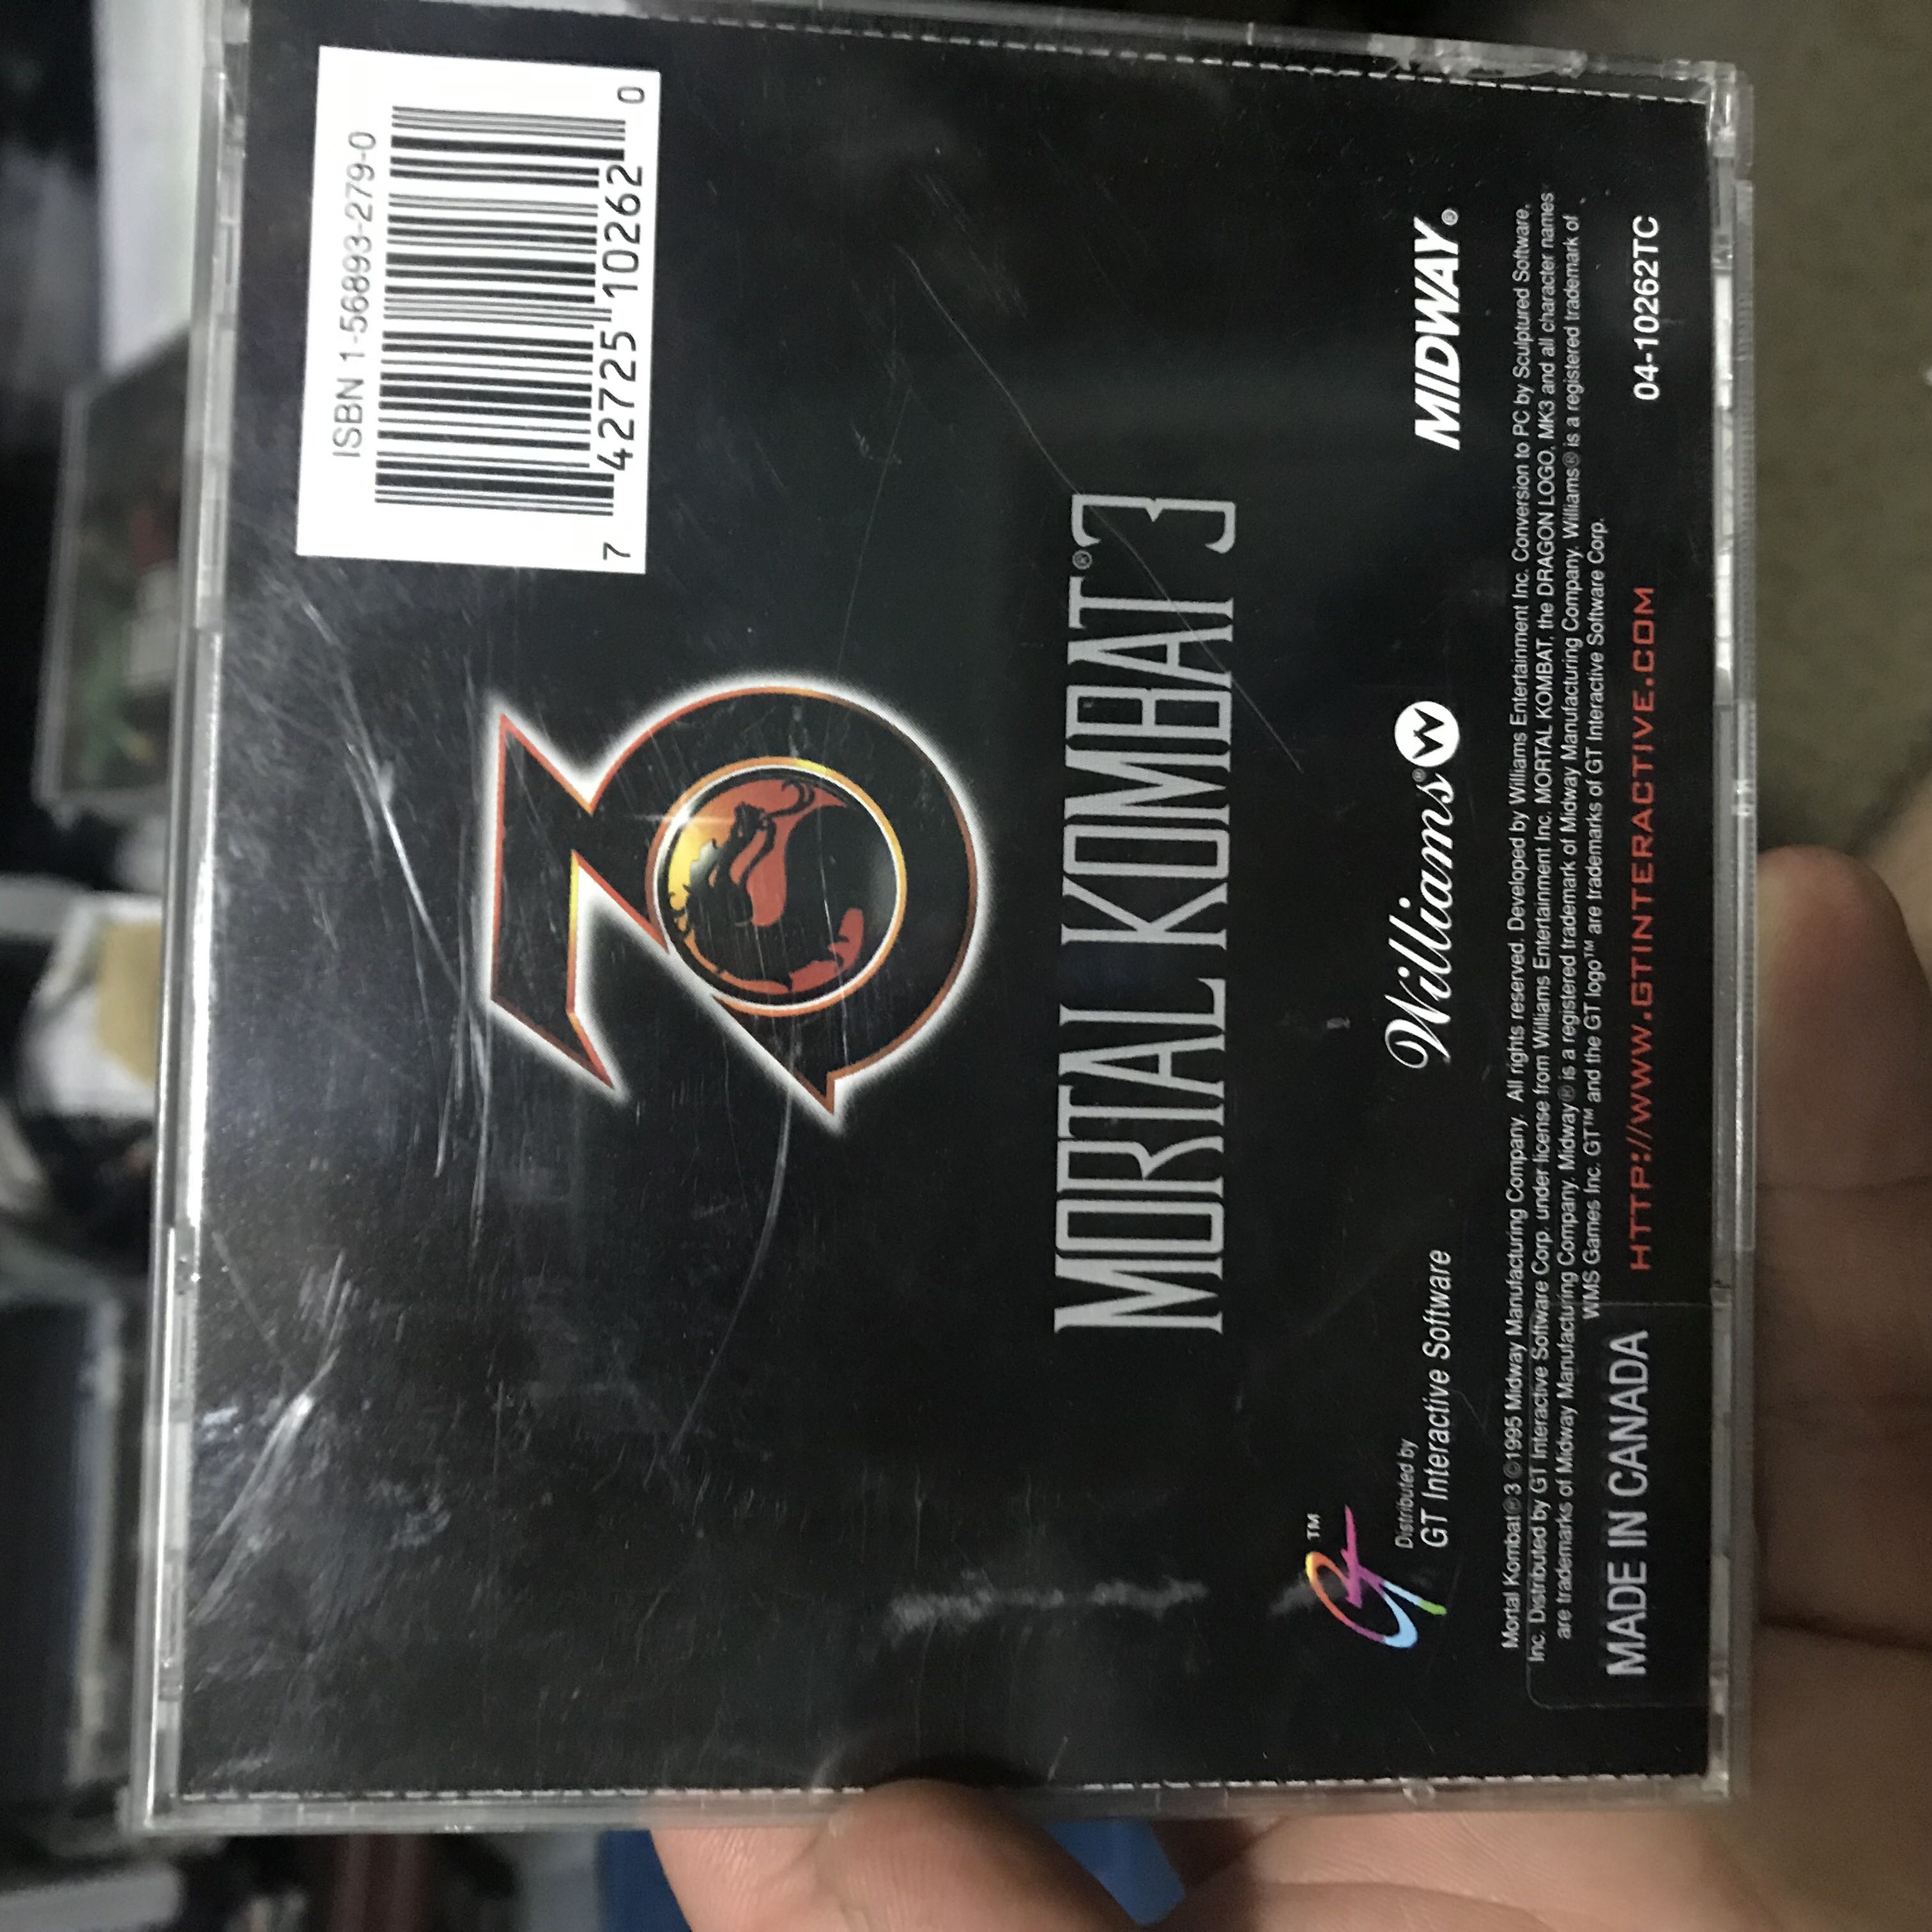 ISBN 1-56893-279-0
7 42725 10262 0
3
MORTAL KOMBAT® 3
GT™
Distributed by
GT Interactive Software
Williams® W
MIDWAY®
Mortal Kombat®3 ©1995 Midway Manufacturing Company. All rights reserved. Developed by Williams Entertainment Inc. Conversion to PC by Sculptured Software,
Inc. Distributed by GT Interactive Software Corp. under license from Williams Entertainment Inc. MORTAL KOMBAT, the DRAGON LOGO, MK3 and all character names
are trademarks of Midway Manufacturing Company. Midway® is a registered trademark of Midway Manufacturing Company. Williams® is a registered trademark of
WMS Games Inc. GT™ and the GT logo™ are trademarks of GT Interactive Software Corp.
MADE IN CANADA
HTTP://WWW.GTINTERACTIVE.COM
04-10262TC